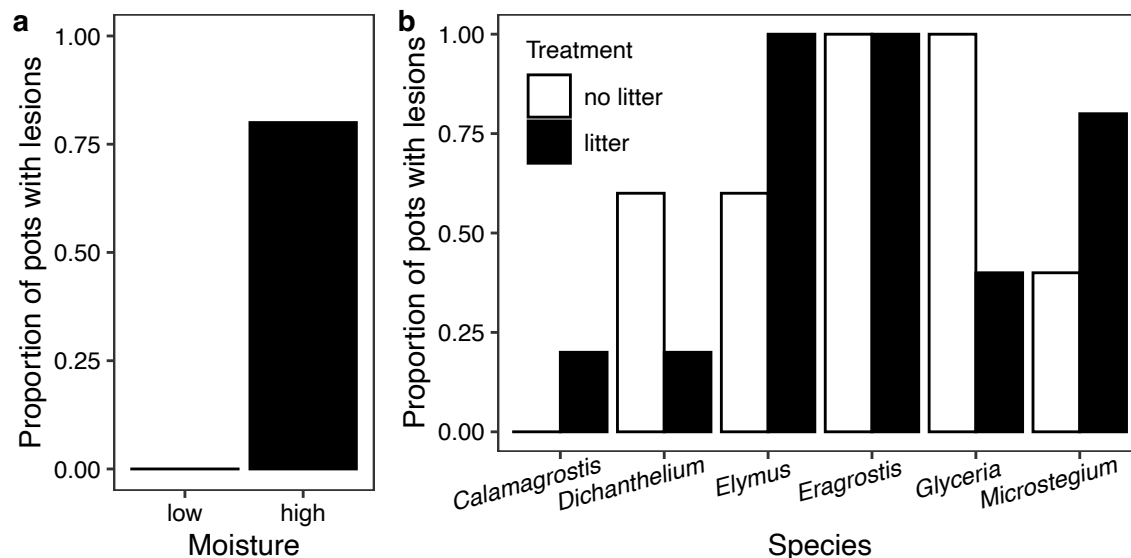 a
Proportion of pots with lesions
1.00
0.75
0.50
0.25
0.00
low high
Moisture
b
Proportion of pots with lesions
1.00
0.75
0.50
0.25
0.00
Treatment
no litter
litter
Calamagrostis
Dichanthelium
Elymus
Eragrostis
Glyceria
Microstegium
Species